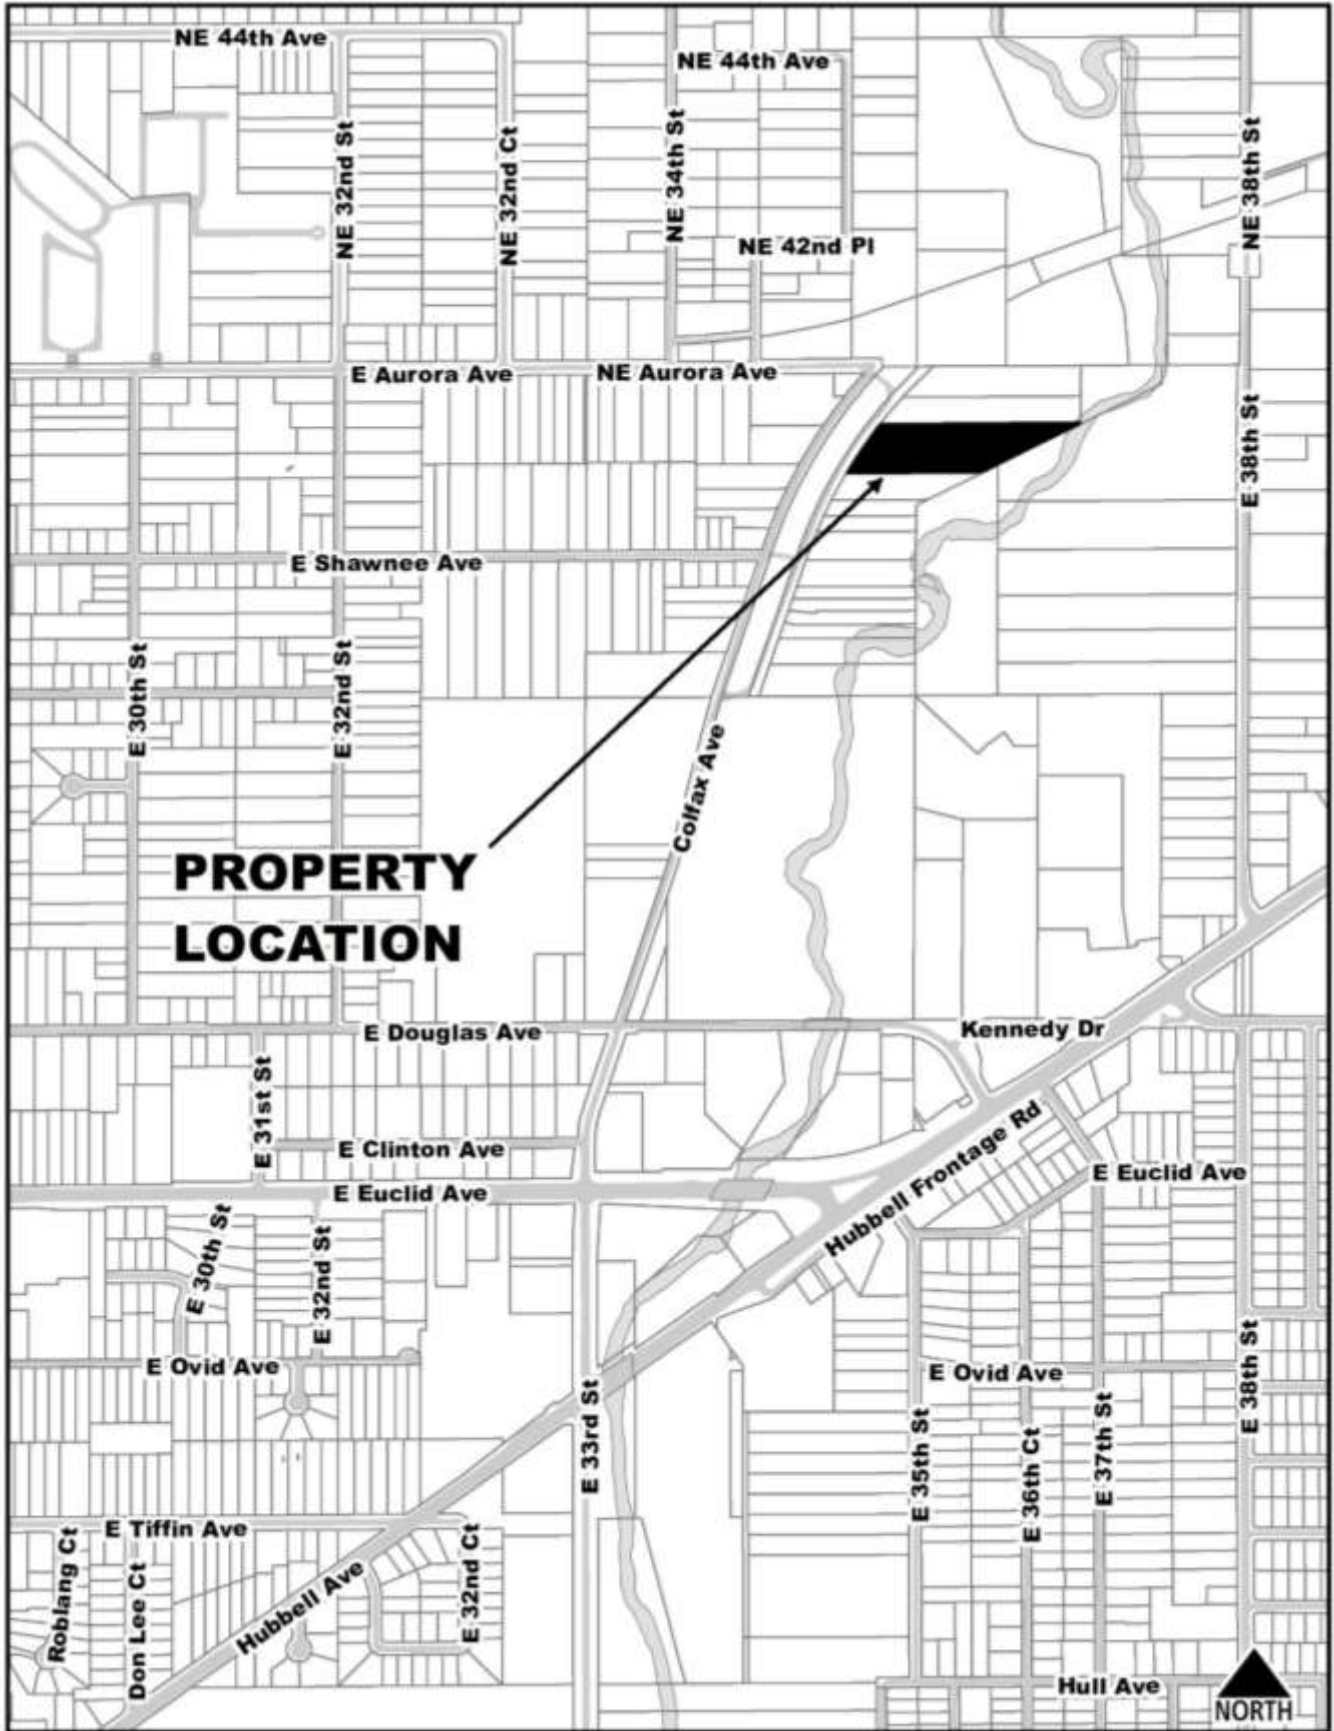 NE 44th Ave
NE 44th Ave
NE 32nd St
NE 32nd Ct
NE 34th St
NE 38th St
NE 42nd Pl
E Aurora Ave
NE Aurora Ave
E 38th St
E Shawnee Ave
E 30th St
E 32nd St
Colfax Ave
PROPERTY
LOCATION
E Douglas Ave
Kennedy Dr
E 31st St
E Clinton Ave
Hubbell Frontage Rd
E Euclid Ave
E Euclid Ave
E 30th St
E 32nd St
E Ovid Ave
E Ovid Ave
E 38th St
E 33rd St
E 35th St
E 36th Ct
E 37th St
E Tiffin Ave
Roblang Ct
Don Lee Ct
Hubbell Ave
E 32nd Ct
Hull Ave
NORTH